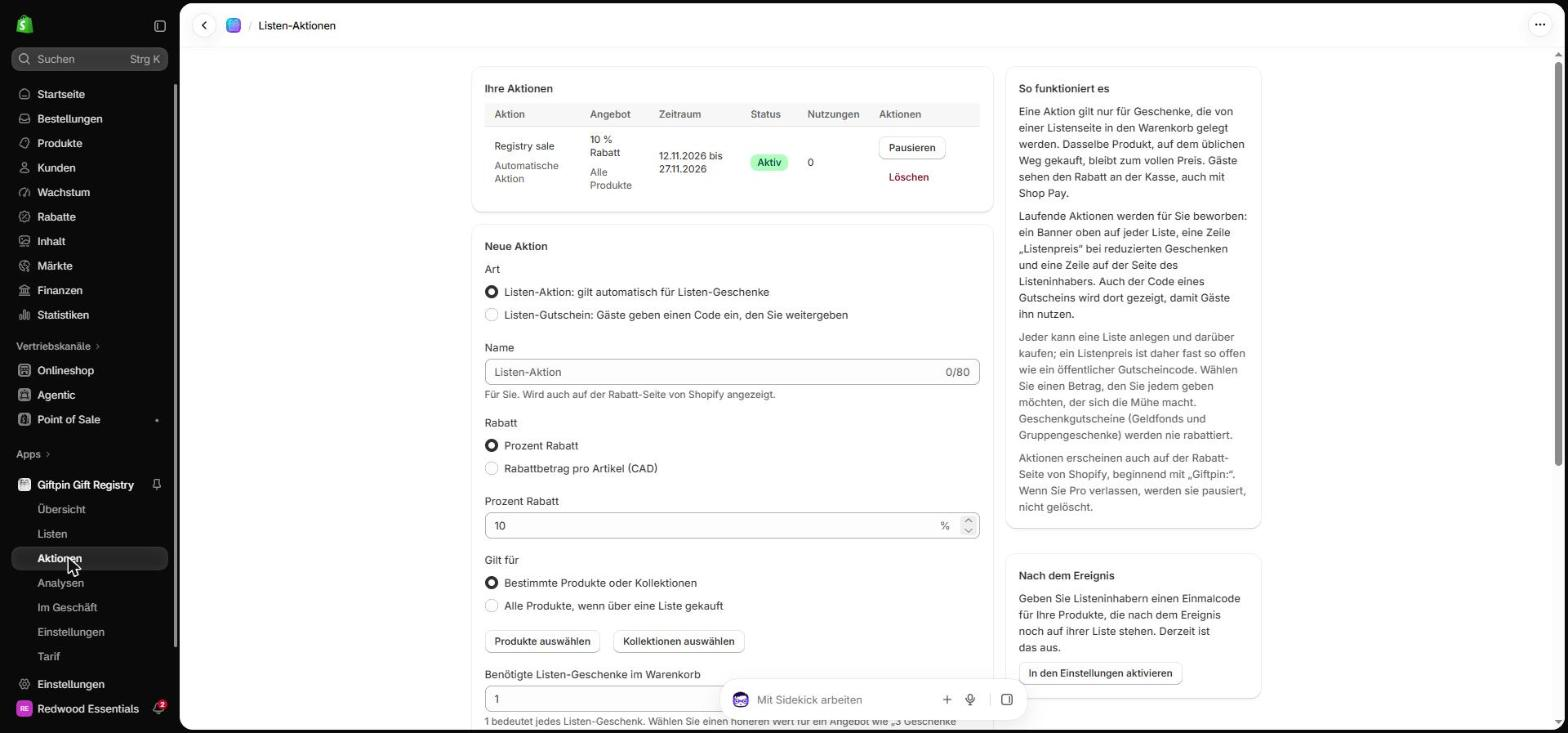 Suchen
Strg K
Startseite
Bestellungen
Produkte
Kunden
Wachstum
Rabatte
Inhalt
Märkte
Finanzen
Statistiken
Vertriebskanäle
Onlineshop
Agentic
Point of Sale
Apps
Giftpin Gift Registry
Übersicht
Listen
Aktionen
Analysen
Im Geschäft
Einstellungen
Tarif
Einstellungen
RE Redwood Essentials 2
/ Listen-Aktionen
Ihre Aktionen
Aktion Angebot Zeitraum Status Nutzungen Aktionen
Registry sale
Automatische
Aktion
10 %
Rabatt
Alle
Produkte
12.11.2026 bis
27.11.2026
Aktiv
0
Pausieren
Löschen
Neue Aktion
Art
Listen-Aktion: gilt automatisch für Listen-Geschenke
Listen-Gutschein: Gäste geben einen Code ein, den Sie weitergeben
Name
Listen-Aktion 0/80
Für Sie. Wird auch auf der Rabatt-Seite von Shopify angezeigt.
Rabatt
Prozent Rabatt
Rabattbetrag pro Artikel (CAD)
Prozent Rabatt
10 %
Gilt für
Bestimmte Produkte oder Kollektionen
Alle Produkte, wenn über eine Liste gekauft
Produkte auswählen Kollektionen auswählen
Benötigte Listen-Geschenke im Warenkorb
1
1 bedeutet jedes Listen-Geschenk. Wählen Sie einen höheren Wert für ein Angebot wie „3 Geschenke
Mit Sidekick arbeiten
So funktioniert es
Eine Aktion gilt nur für Geschenke, die von
einer Listenseite in den Warenkorb gelegt
werden. Dasselbe Produkt, auf dem üblichen
Weg gekauft, bleibt zum vollen Preis. Gäste
sehen den Rabatt an der Kasse, auch mit
Shop Pay.
Laufende Aktionen werden für Sie beworben:
ein Banner oben auf jeder Liste, eine Zeile
„Listenpreis“ bei reduzierten Geschenken
und eine Zeile auf der Seite des
Listeninhabers. Auch der Code eines
Gutscheins wird dort gezeigt, damit Gäste
ihn nutzen.
Jeder kann eine Liste anlegen und darüber
kaufen; ein Listenpreis ist daher fast so offen
wie ein öffentlicher Gutscheincode. Wählen
Sie einen Betrag, den Sie jedem geben
möchten, der sich die Mühe macht.
Geschenkgutscheine (Geldfonds und
Gruppengeschenke) werden nie rabattiert.
Aktionen erscheinen auch auf der Rabatt-
Seite von Shopify, beginnend mit „Giftpin:“.
Wenn Sie Pro verlassen, werden sie pausiert,
nicht gelöscht.
Nach dem Ereignis
Geben Sie Listeninhabern einen Einmalcode
für Ihre Produkte, die nach dem Ereignis
noch auf ihrer Liste stehen. Derzeit ist
das aus.
In den Einstellungen aktivieren